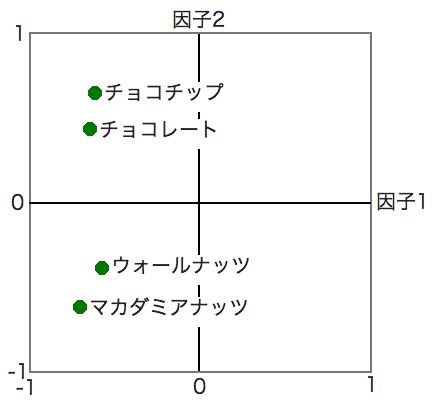 因子2
1
チョコチップ
チョコレート
0
因子1
ウォールナッツ
マカダミアナッツ
-1
-1
0
1